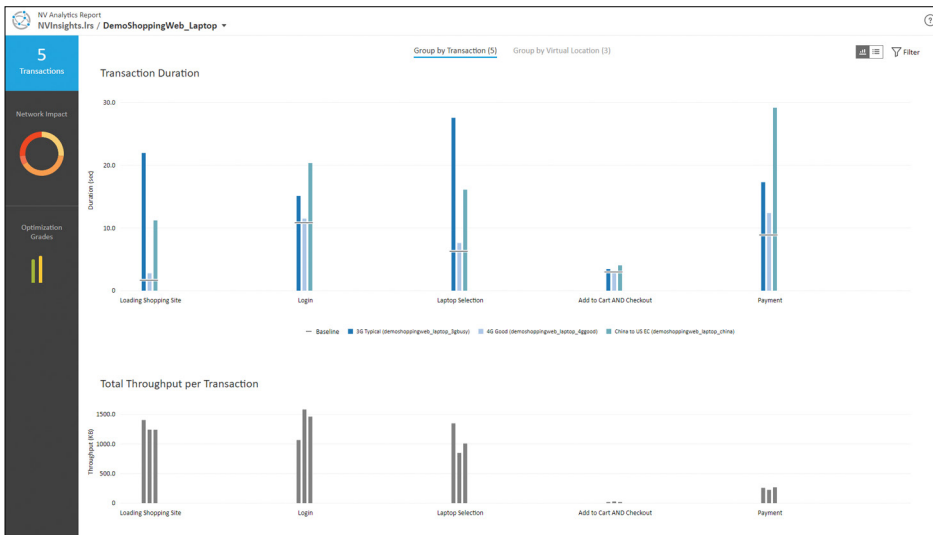 NV Analytics Report
NVInsights.lrs / DemoShoppingWeb_Laptop
5
Transactions
Network Impact
Optimization
Grades
Group by Transaction (5) Group by Virtual Location (3)
Filter
Transaction Duration
Duration (sec)
30.0
20.0
10.0
0
Loading Shopping Site Login Laptop Selection Add to Cart AND Checkout Payment
Baseline 3G Typical (demoshoppingweb_laptop_3gbusy) 4G Good (demoshoppingweb_laptop_4ggood) China to US EC (demoshoppingweb_laptop_china)
Total Throughput per Transaction
Throughput (KB)
1500.0
1000.0
500.0
0
Loading Shopping Site Login Laptop Selection Add to Cart AND Checkout Payment